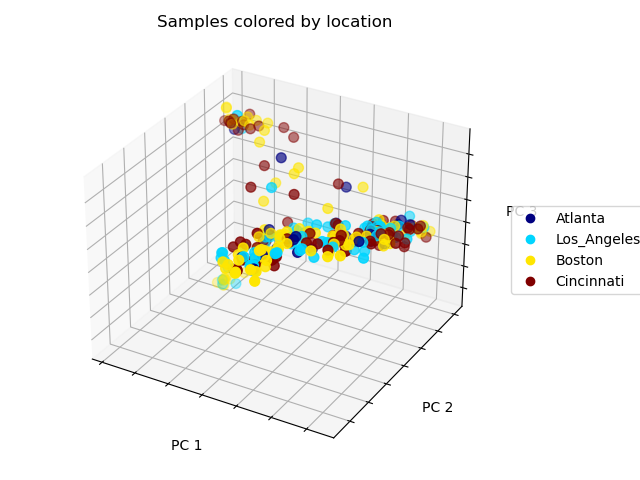 Samples colored by location
PC 3
Atlanta
Los_Angeles
Boston
Cincinnati
PC 2
PC 1